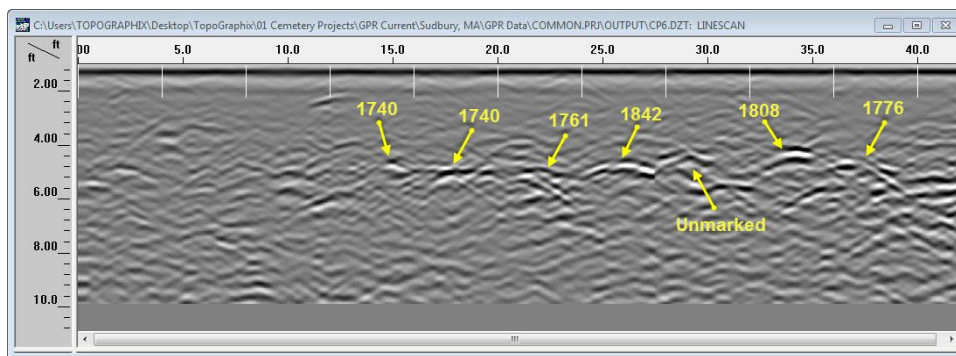 C:\Users\TOPOGRAPHIX\Desktop\TopoGraphix\01 Cemetery Projects\GPR Current\Sudbury, MA\GPR Data\COMMON.PRJ\OUTPUT\CP6.DZT: LINESCAN
ft
ft
00 5.0 10.0 15.0 20.0 25.0 30.0 35.0 40.0
2.00
4.00
6.00
8.00
10.0
1740 1740 1761 1842 1808 1776
Unmarked